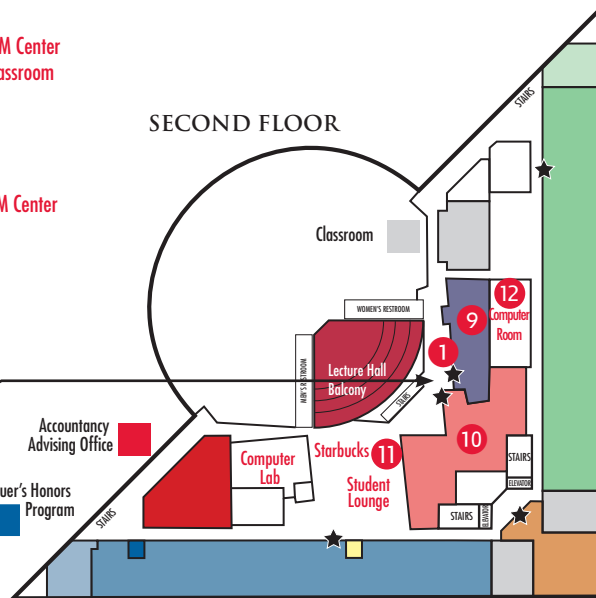 M Center
assroom
STAIRS
SECOND FLOOR
M Center
Classroom
12
WOMEN'S RESTROOM
9
Computer
Room
1
MEN'S RESTROOM
Lecture Hall
Balcony
STAIRS
Accountancy
Advising Office
10
Computer
Lab
Starbucks
11
STAIRS
Student
Lounge
ELEVATOR
uer's Honors
Program
STAIRS
STAIRS
ELEVATOR